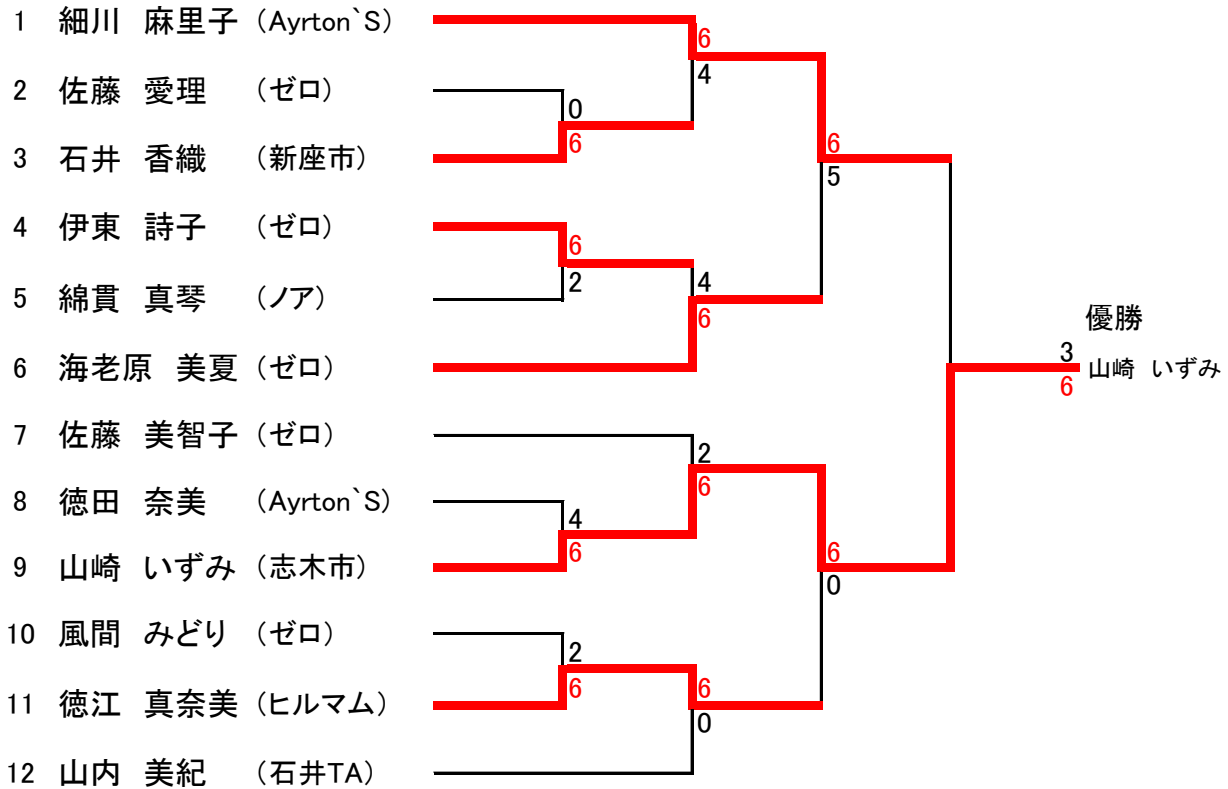 1 細川 麻里子 (Ayrton`S)
6
4
2 佐藤 愛理 (ゼロ)
0
6
3 石井 香織 (新座市)
6
5
4 伊東 詩子 (ゼロ)
6
2
4
6
5 綿貫 真琴 (ノア)
優勝
6 海老原 美夏 (ゼロ)
3
6
山崎 いずみ
7 佐藤 美智子 (ゼロ)
2
6
8 徳田 奈美 (Ayrton`S)
4
6
9 山崎 いずみ (志木市)
6
0
10 風間 みどり (ゼロ)
2
6
11 徳江 真奈美 (ヒルマム)
6
0
12 山内 美紀 (石井TA)